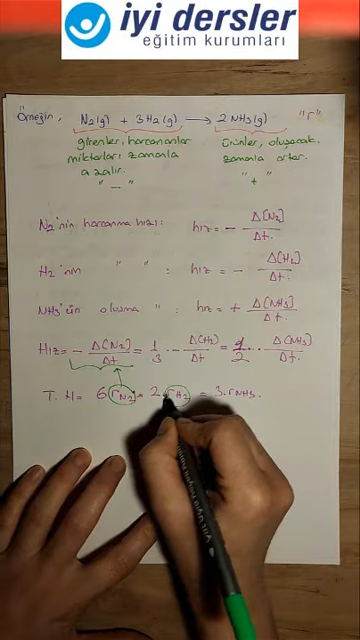 iyi dersler
eğitim kurumları
Örneğin, N₂(g) + 3H₂(g) → 2 NH₃(g) "r"
girenler, harcananlar
miktarları zamanla
azalır.
" – "
Ürünler, oluşacak.
zamanla artar.
" + "
N₂'nin harcanma hızı: hız = - Δ[N₂] / Δt.
H₂'nin " " : hız = - Δ[H₂] / Δt.
NH₃'ün oluşma " : hız = + Δ[NH₃] / Δt.
Hız = - Δ[N₂] / Δt = 1/3 . - Δ[H₂] / Δt = 1/2 . Δ[NH₃] / Δt.
T. H = 6 rN₂ = 2 . rH₂ = 3. rNH₃.